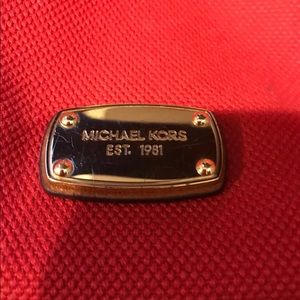 MICHAEL KORS
EST. 1981